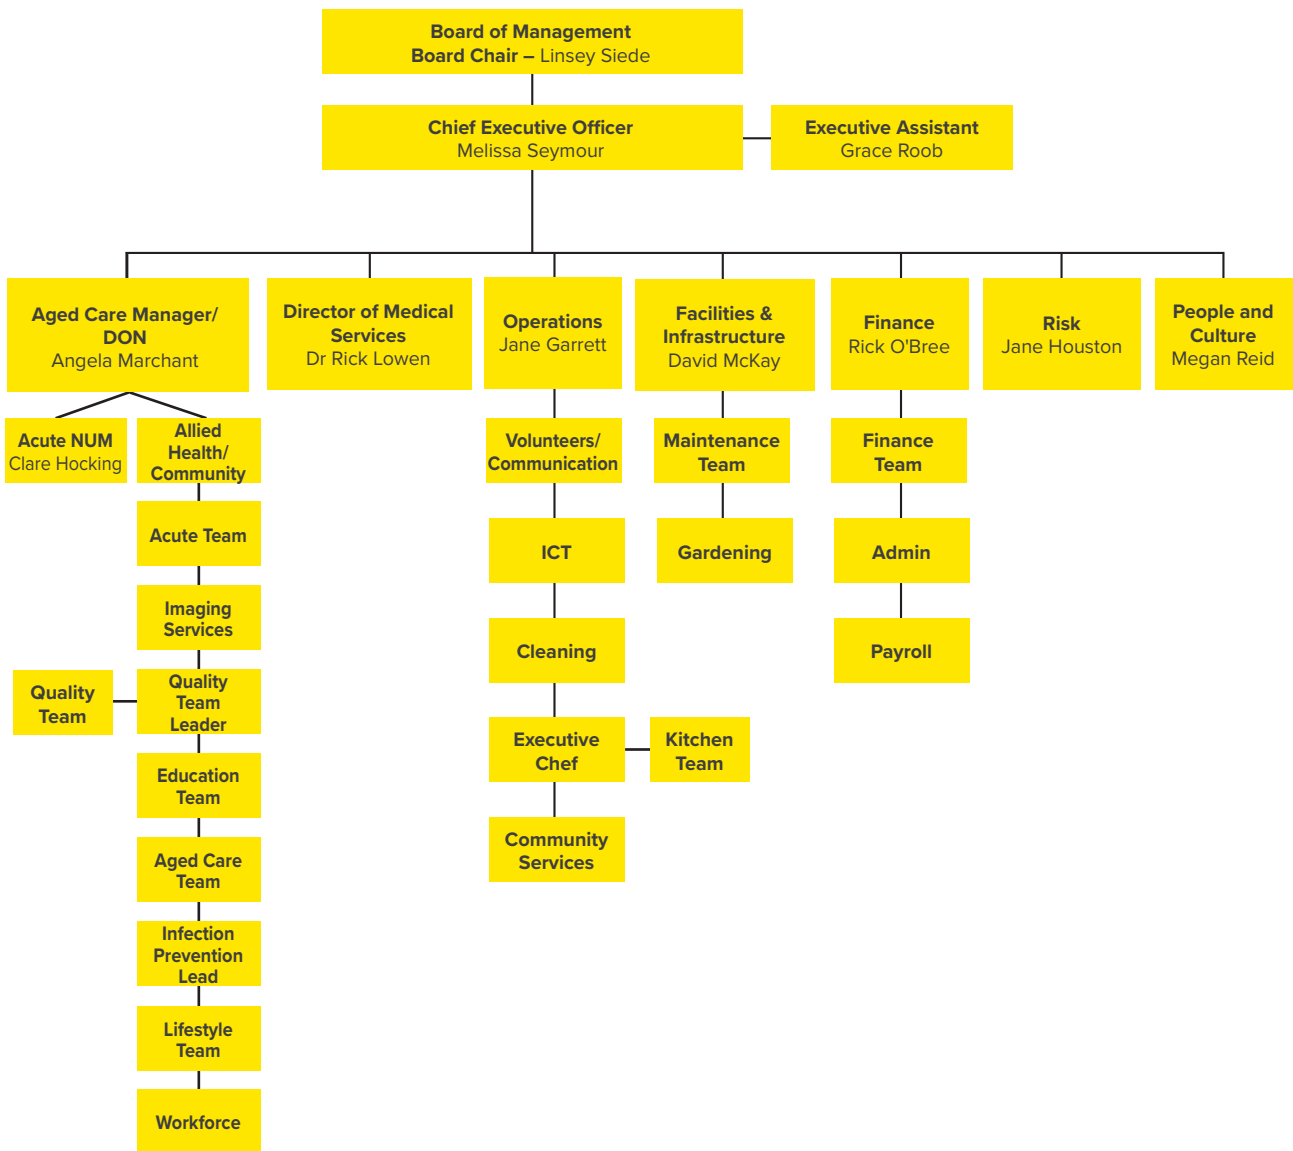 Board of Management
Board Chair – Linsey Siede
Chief Executive Officer
Melissa Seymour
Executive Assistant
Grace Roob
Aged Care Manager/
DON
Angela Marchant
Director of Medical
Services
Dr Rick Lowen
Operations
Jane Garrett
Facilities &
Infrastructure
David McKay
Finance
Rick O'Bree
Risk
Jane Houston
People and
Culture
Megan Reid
Acute NUM
Clare Hocking
Allied
Health/
Community
Volunteers/
Communication
Maintenance
Team
Finance
Team
Acute Team
ICT
Gardening
Admin
Imaging
Services
Cleaning
Payroll
Quality
Team
Quality
Team
Leader
Executive
Chef
Kitchen
Team
Education
Team
Community
Services
Aged Care
Team
Infection
Prevention
Lead
Lifestyle
Team
Workforce